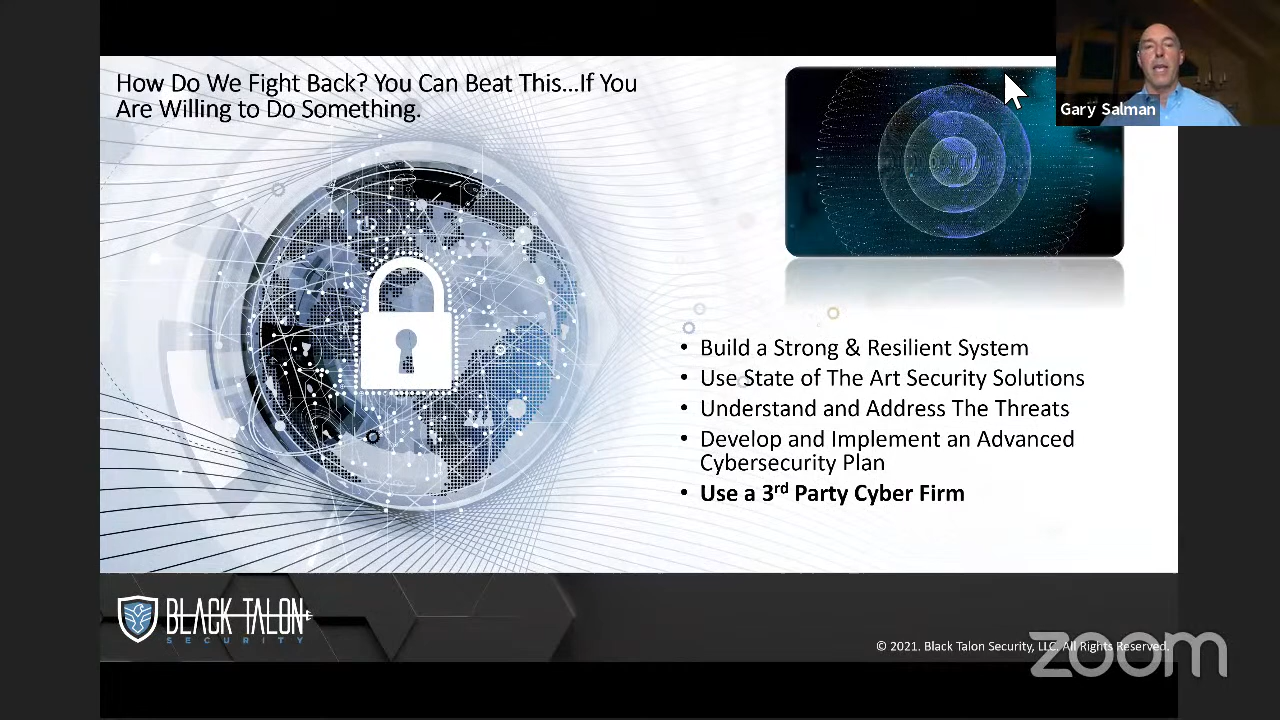 How Do We Fight Back? You Can Beat This...If You
Are Willing to Do Something.
Gary Salman
• Build a Strong & Resilient System
• Use State of The Art Security Solutions
• Understand and Address The Threats
• Develop and Implement an Advanced
Cybersecurity Plan
• Use a 3rd Party Cyber Firm
BLACK TALON
SECURITY
© 2021. Black Talon Security, LLC. All Rights Reserved.
zoom